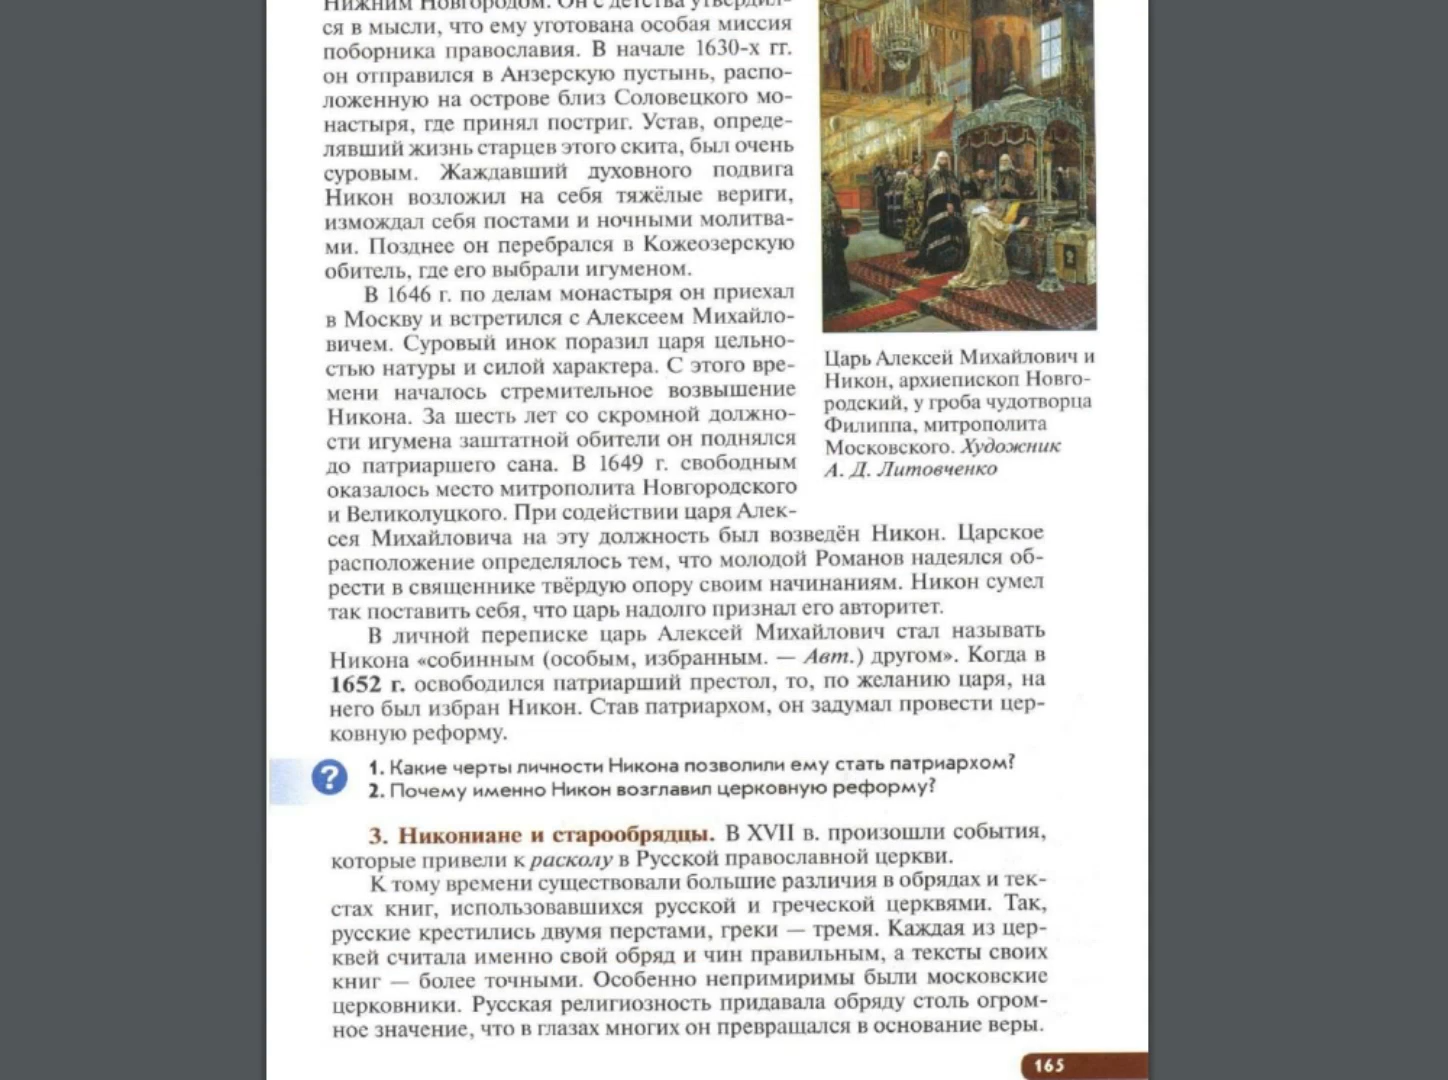 Нижним Новгородом. Он с детства утвердил-
ся в мысли, что ему уготована особая миссия
поборника православия. В начале 1630-х гг.
он отправился в Анзерскую пустынь, распо-
ложенную на острове близ Соловецкого мо-
настыря, где принял постриг. Устав, опреде-
лявший жизнь старцев этого скита, был очень
суровым. Жаждавший духовного подвига
Никон возложил на себя тяжёлые вериги,
измождал себя постами и ночными молитва-
ми. Позднее он перебрался в Кожеозерскую
обитель, где его выбрали игуменом.
В 1646 г. по делам монастыря он приехал
в Москву и встретился с Алексеем Михайло-
вичем. Суровый инок поразил царя цельно-
стью натуры и силой характера. С этого вре-
мени началось стремительное возвышение
Никона. За шесть лет со скромной должно-
сти игумена заштатной обители он поднялся
до патриаршего сана. В 1649 г. свободным
оказалось место митрополита Новгородского
и Великолуцкого. При содействии царя Алек-
сея Михайловича на эту должность был возведён Никон. Царское
расположение определялось тем, что молодой Романов надеялся об-
рести в священнике твёрдую опору своим начинаниям. Никон сумел
так поставить себя, что царь надолго признал его авторитет.
В личной переписке царь Алексей Михайлович стал называть
Никона «собинным (особым, избранным. — Авт.) другом». Когда в
1652 г. освободился патриарший престол, то, по желанию царя, на
него был избран Никон. Став патриархом, он задумал провести цер-
ковную реформу.
Царь Алексей Михайлович и
Никон, архиепископ Новго-
родский, у гроба чудотворца
Филиппа, митрополита
Московского. Художник
А. Д. Литовченко
?
1. Какие черты личности Никона позволили ему стать патриархом?
2. Почему именно Никон возглавил церковную реформу?
3. Никониане и старообрядцы. В XVII в. произошли события,
которые привели к расколу в Русской православной церкви.
К тому времени существовали большие различия в обрядах и тек-
стах книг, использовавшихся русской и греческой церквями. Так,
русские крестились двумя перстами, греки — тремя. Каждая из цер-
квей считала именно свой обряд и чин правильным, а тексты своих
книг — более точными. Особенно непримиримы были московские
церковники. Русская религиозность придавала обряду столь огром-
ное значение, что в глазах многих он превращался в основание веры.
165